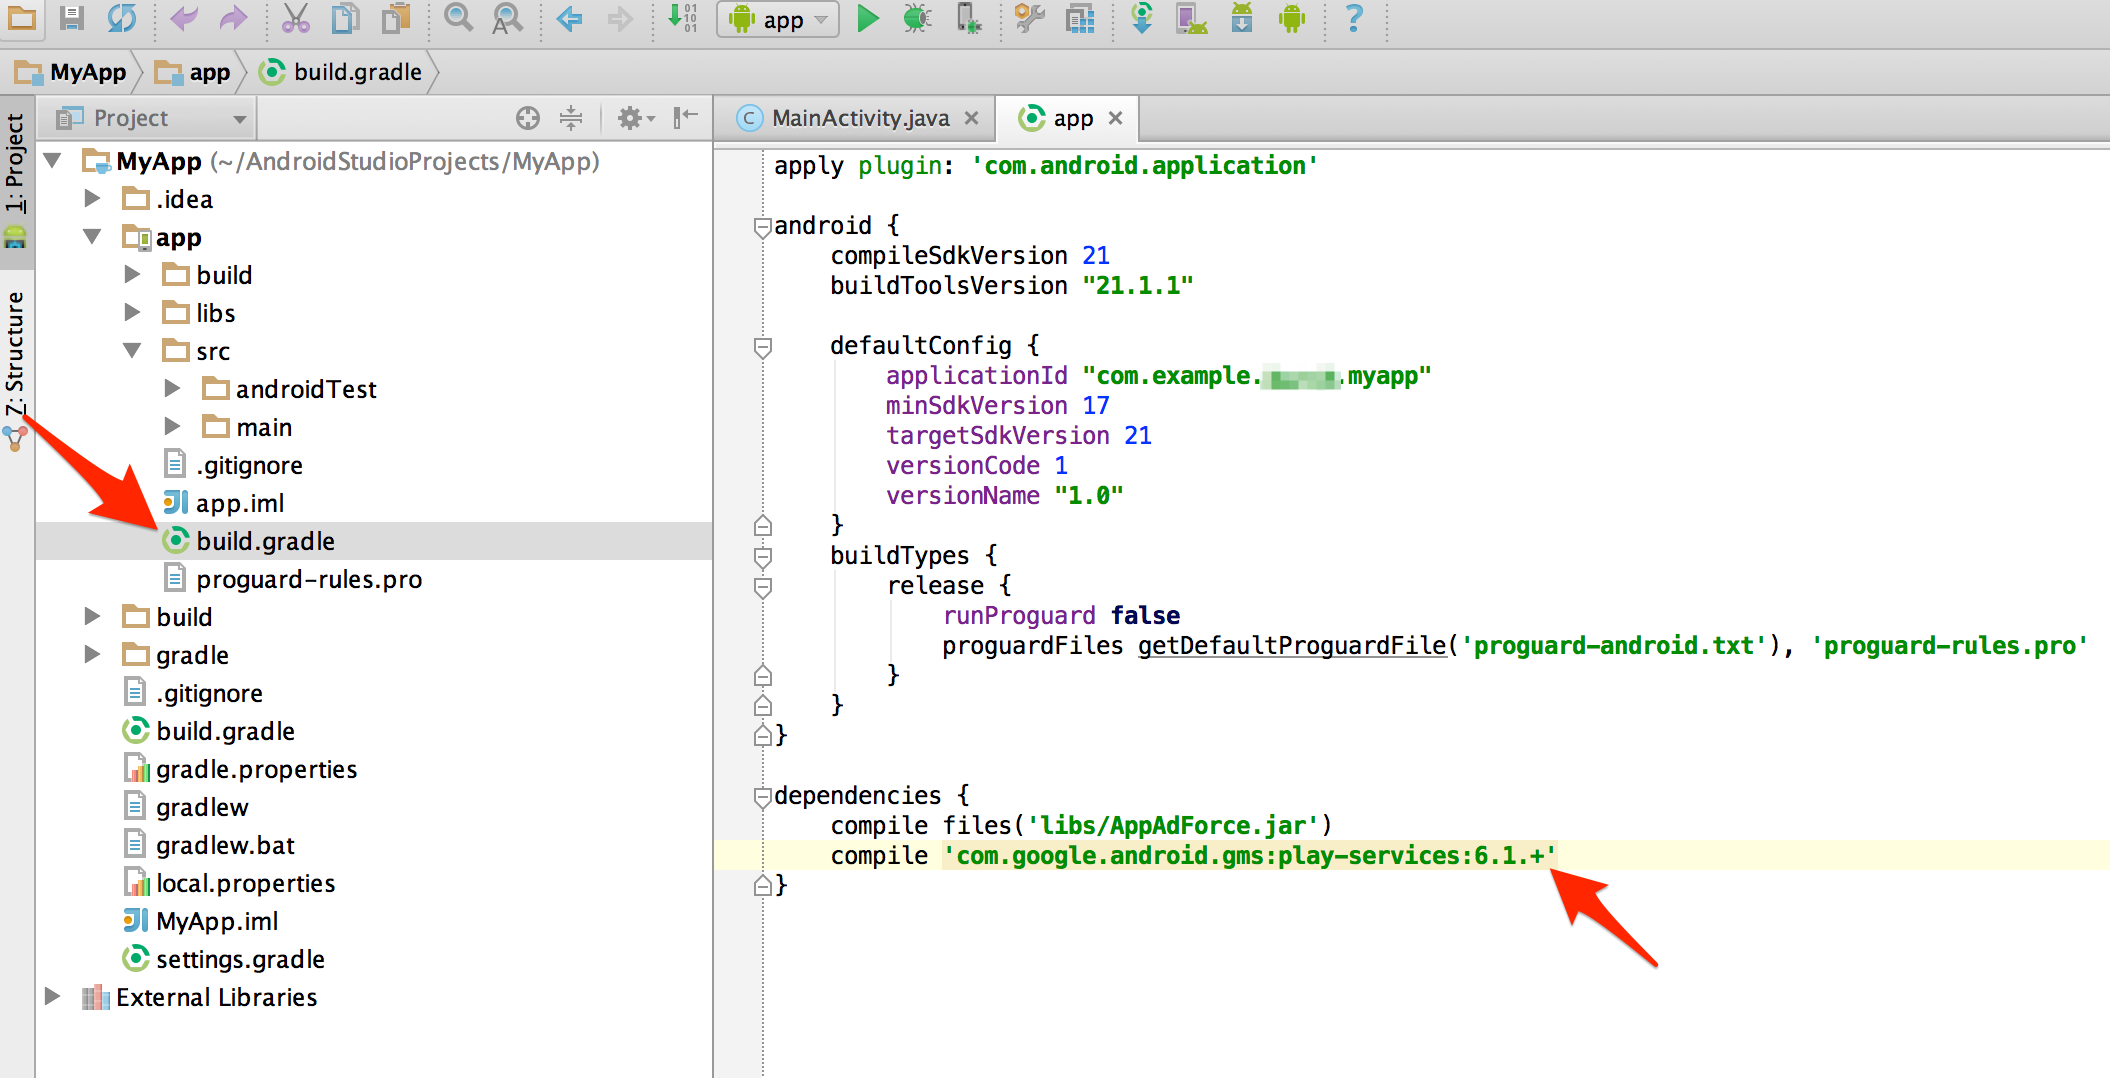 app
MyApp
app
build.gradle
1: Project
7: Structure
Project
MyApp (~/AndroidStudioProjects/MyApp)
.idea
app
build
libs
src
androidTest
main
.gitignore
app.iml
build.gradle
proguard-rules.pro
build
gradle
.gitignore
build.gradle
gradle.properties
gradlew
gradlew.bat
local.properties
MyApp.iml
settings.gradle
External Libraries
MainActivity.java
app
apply plugin: 'com.android.application'
android {
compileSdkVersion 21
buildToolsVersion "21.1.1"
defaultConfig {
applicationId "com.example. .myapp"
minSdkVersion 17
targetSdkVersion 21
versionCode 1
versionName "1.0"
}
buildTypes {
release {
runProguard false
proguardFiles getDefaultProguardFile('proguard-android.txt'), 'proguard-rules.pro'
}
}
}
dependencies {
compile files('libs/AppAdForce.jar')
compile 'com.google.android.gms:play-services:6.1.+'
}